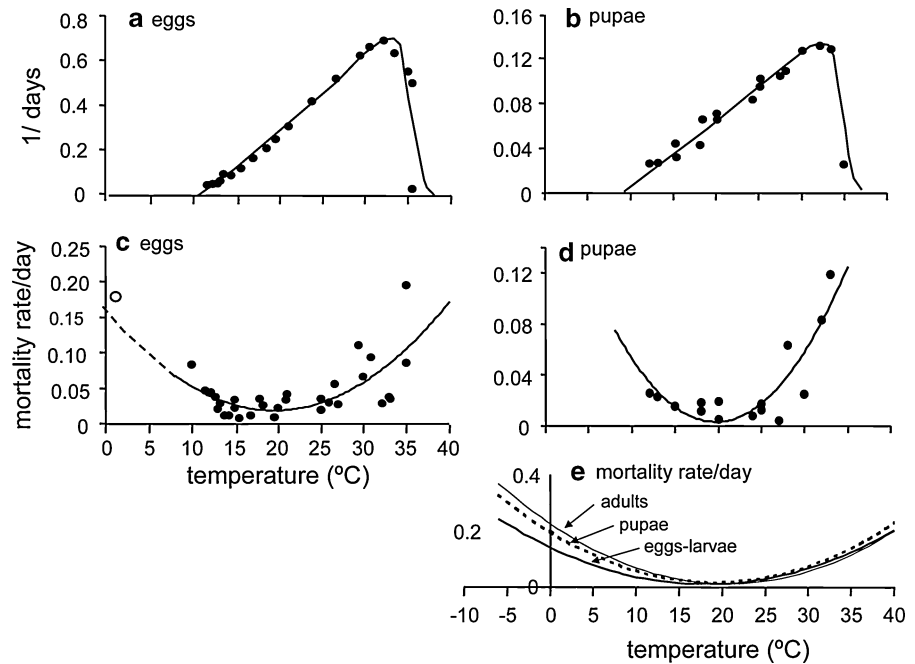 a eggs
0.8
0.6
0.4
0.2
0
1/ days
b pupae
0.16
0.12
0.08
0.04
0
c eggs
0.25
0.20
0.15
0.10
0.05
0
mortality rate/day
0 5 10 15 20 25 30 35 40
temperature (ºC)
d pupae
0.12
0.08
0.04
0
e mortality rate/day
0.4
0.2
0
adults
pupae
eggs-larvae
-10 -5 0 5 10 15 20 25 30 35 40
temperature (ºC)